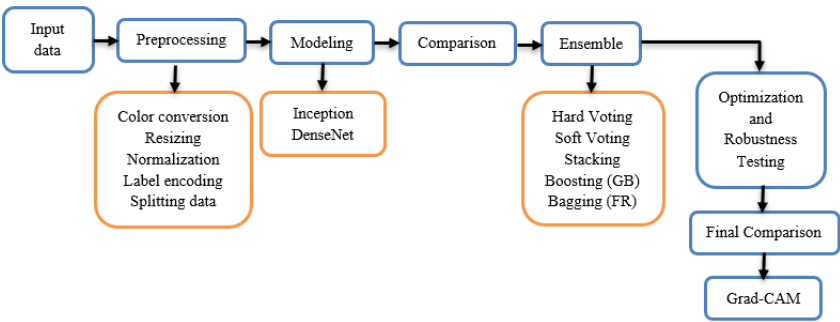 Input
data
Preprocessing
Modeling
Comparison
Ensemble
Color conversion
Resizing
Normalization
Label encoding
Splitting data
Inception
DenseNet
Hard Voting
Soft Voting
Stacking
Boosting (GB)
Bagging (FR)
Optimization
and
Robustness
Testing
Final Comparison
Grad-CAM